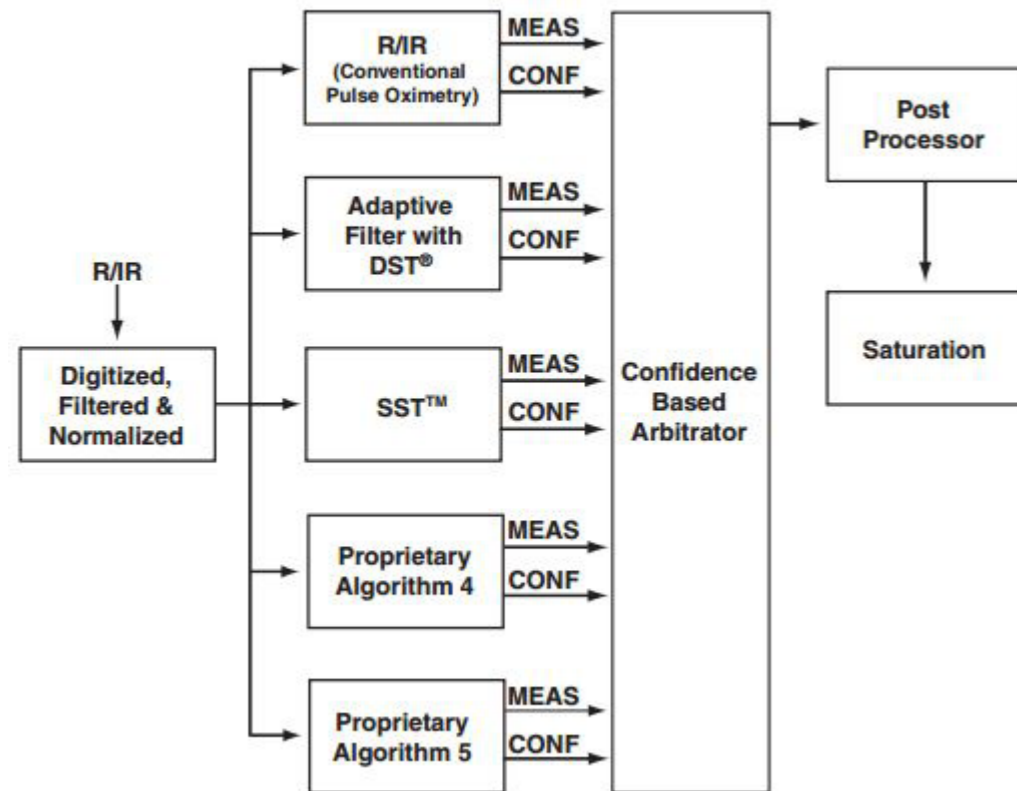 R/IR
Digitized,
Filtered &
Normalized
R/IR
(Conventional
Pulse Oximetry)
MEAS
CONF
Adaptive
Filter with
DST®
MEAS
CONF
SST™
MEAS
CONF
Proprietary
Algorithm 4
MEAS
CONF
Proprietary
Algorithm 5
MEAS
CONF
Confidence
Based
Arbitrator
Post
Processor
Saturation